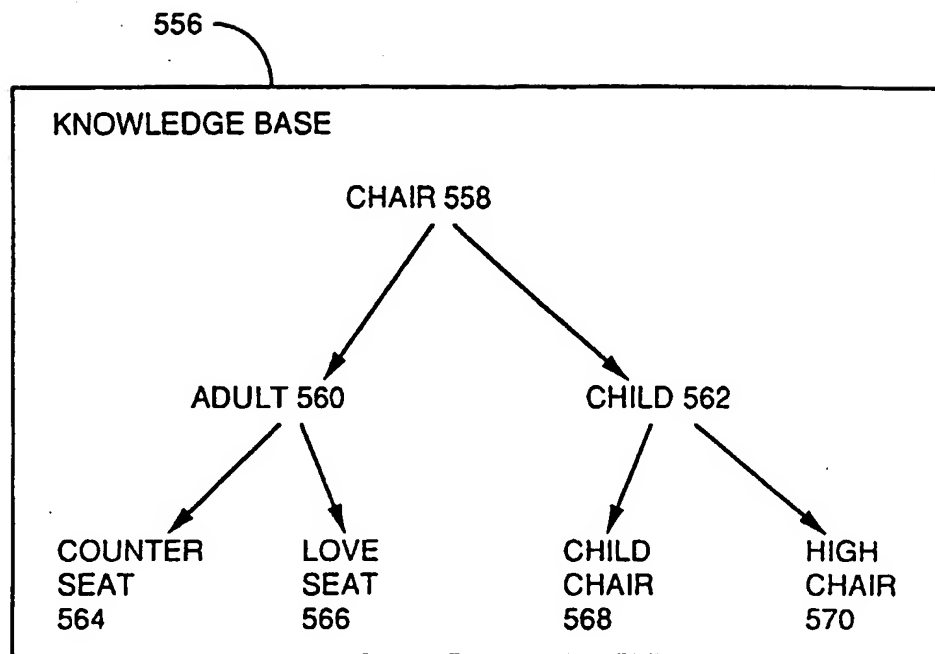 556
KNOWLEDGE BASE
CHAIR 558
ADULT 560
CHILD 562
COUNTER
SEAT
564
LOVE
SEAT
566
CHILD
CHAIR
568
HIGH
CHAIR
570